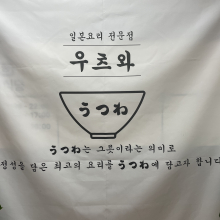 일본요리 전문점
우츠와
うつわ
うつわ는 그릇이라는 의미로
정성을 담은 최고의 요리를 うつわ에 담고자 합니다